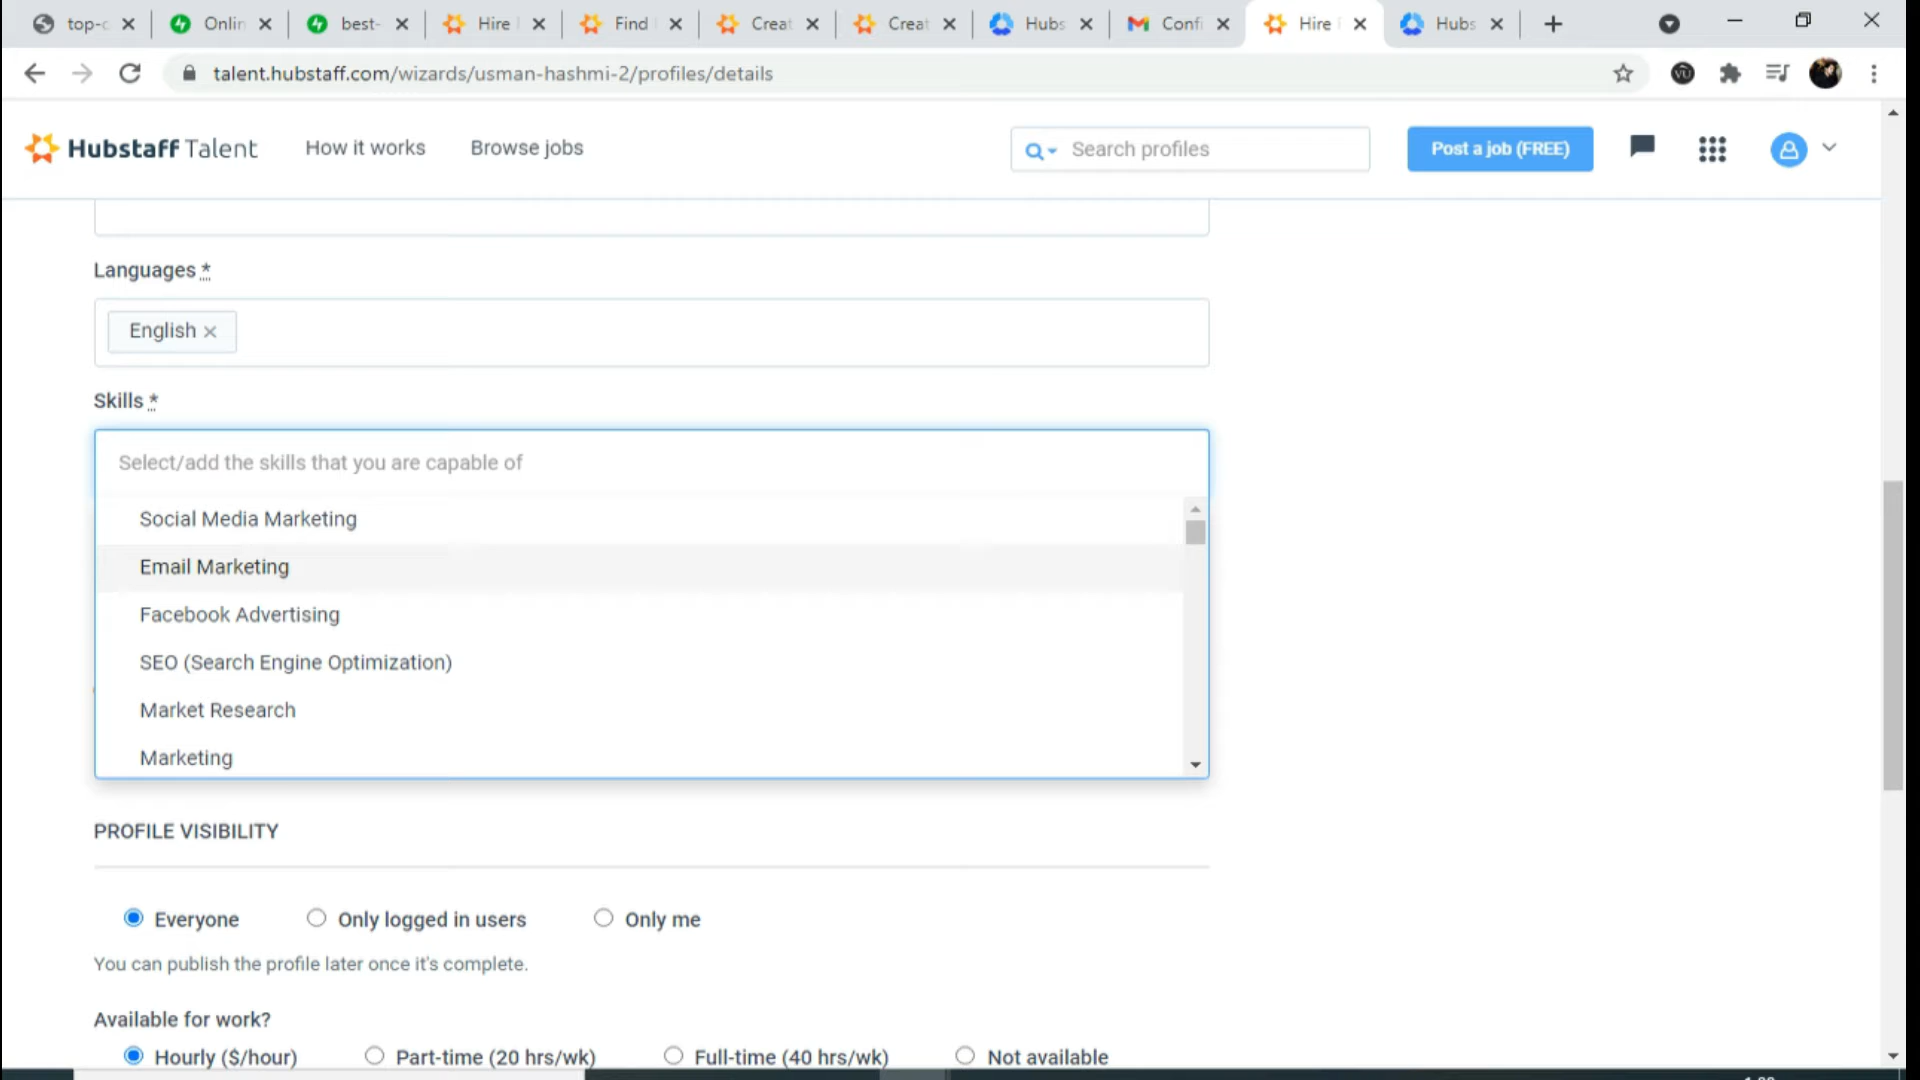 top-c
Onlin
best-
Hire
Find
Creat
Creat
Hubs
Confi
Hire
Hubs
talent.hubstaff.com/wizards/usman-hashmi-2/profiles/details
Hubstaff Talent
How it works
Browse jobs
Search profiles
Post a job (FREE)
Languages *
English
Skills *
Select/add the skills that you are capable of
Social Media Marketing
Email Marketing
Facebook Advertising
SEO (Search Engine Optimization)
Market Research
Marketing
PROFILE VISIBILITY
Everyone
Only logged in users
Only me
You can publish the profile later once it's complete.
Available for work?
Hourly ($/hour)
Part-time (20 hrs/wk)
Full-time (40 hrs/wk)
Not available